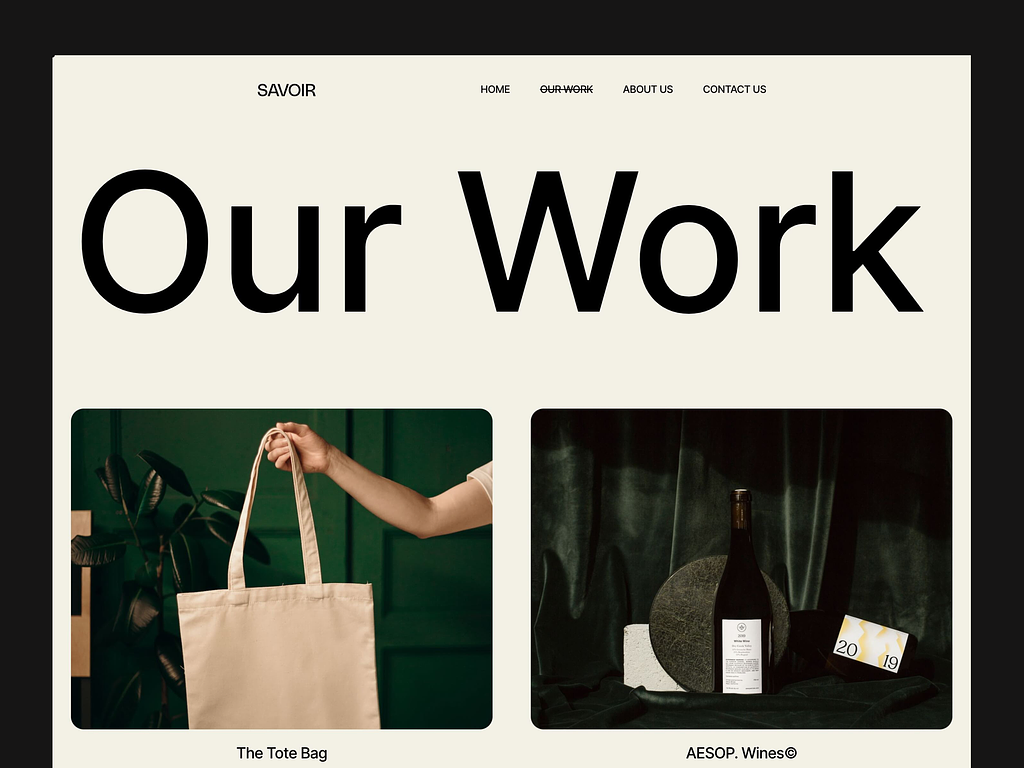 SAVOIR
HOME OUR WORK ABOUT US CONTACT US
Our Work
20 19
The Tote Bag
AESOP. Wines©